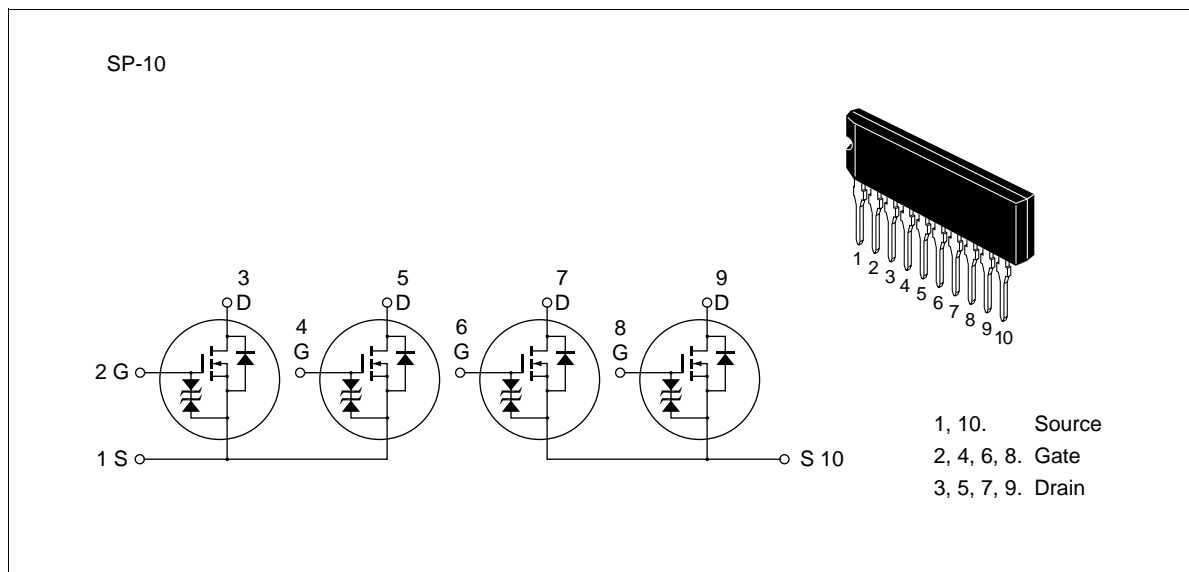 SP-10
3
D
5
D
7
D
9
D
4
G
6
G
8
G
2 G
1 S
S 10
1
2
3
4
5
6
7
8
9
10
1, 10. Source
2, 4, 6, 8. Gate
3, 5, 7, 9. Drain